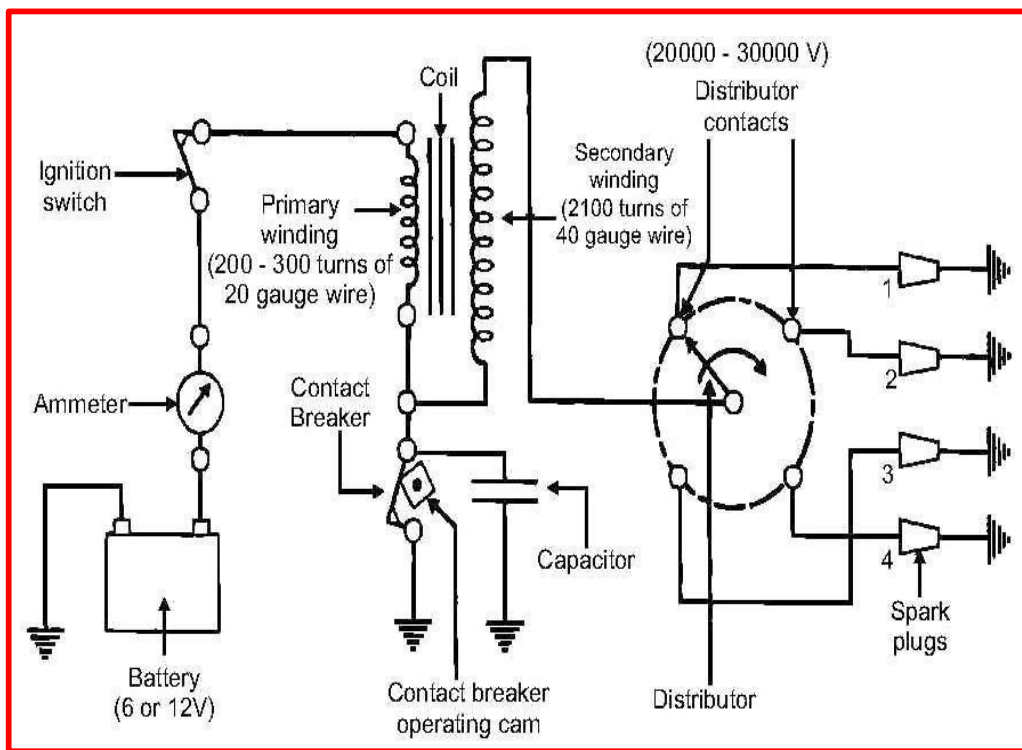 (20000 - 30000 V)
Distributor
contacts
Coil
Ignition
switch
Primary
winding
(200 - 300 turns of
20 gauge wire)
Secondary
winding
(2100 turns of
40 gauge wire)
1
2
3
4
Ammeter
Contact
Breaker
Capacitor
Spark
plugs
Battery
(6 or 12V)
Contact breaker
operating cam
Distributor